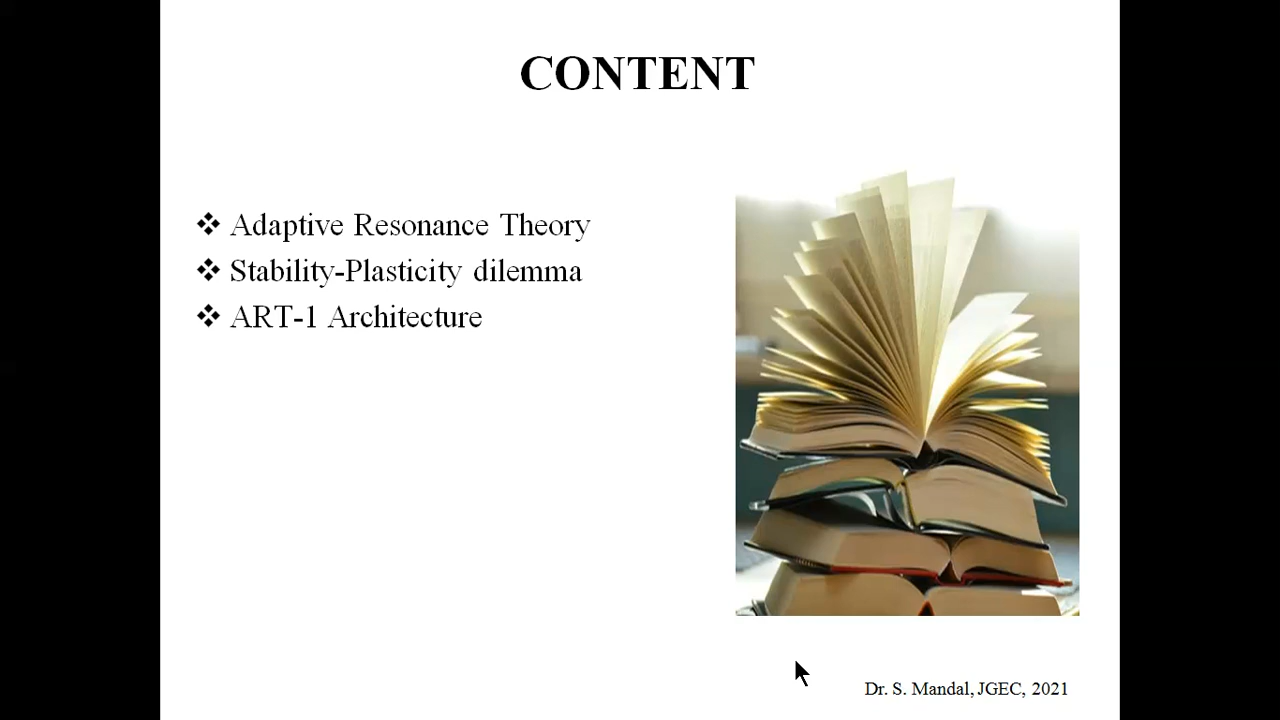 CONTENT
❖ Adaptive Resonance Theory
❖ Stability-Plasticity dilemma
❖ ART-1 Architecture
Dr. S. Mandal, JGEC, 2021